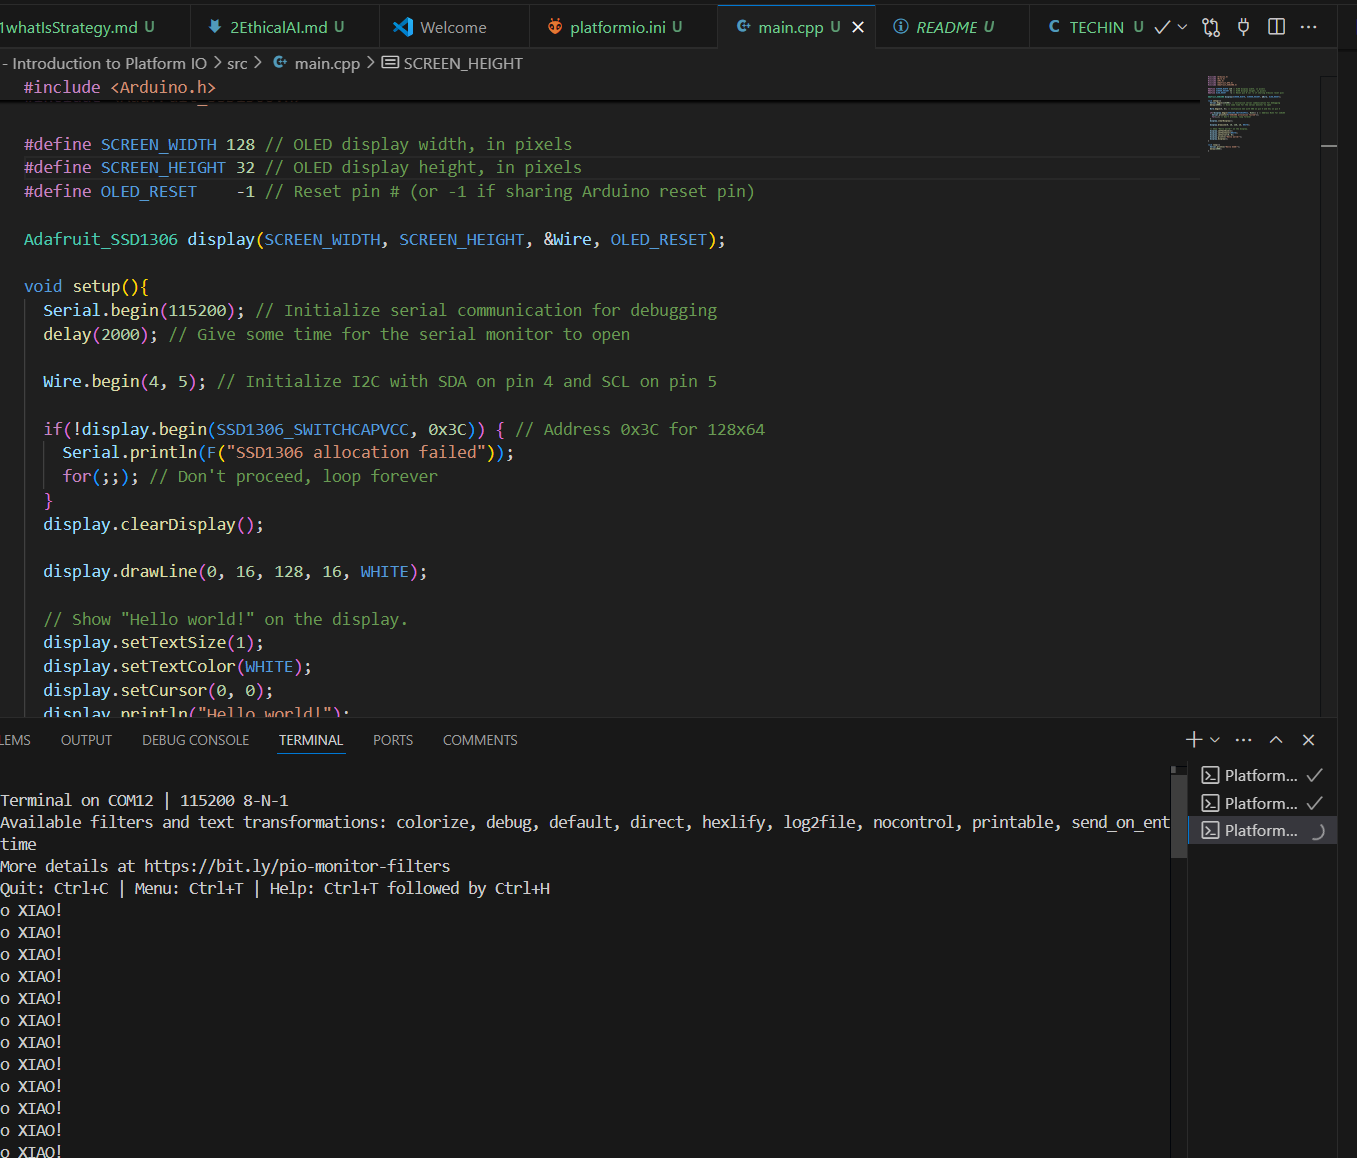 1whatIsStrategy.md U 2EthicalAI.md U Welcome platformio.ini U main.cpp U README U TECHIN U
- Introduction to Platform IO > src > main.cpp > SCREEN_HEIGHT
#include <Arduino.h>
#define SCREEN_WIDTH 128 // OLED display width, in pixels
#define SCREEN_HEIGHT 32 // OLED display height, in pixels
#define OLED_RESET    -1 // Reset pin # (or -1 if sharing Arduino reset pin)
Adafruit_SSD1306 display(SCREEN_WIDTH, SCREEN_HEIGHT, &Wire, OLED_RESET);
void setup(){
  Serial.begin(115200); // Initialize serial communication for debugging
  delay(2000); // Give some time for the serial monitor to open
  Wire.begin(4, 5); // Initialize I2C with SDA on pin 4 and SCL on pin 5
  if(!display.begin(SSD1306_SWITCHCAPVCC, 0x3C)) { // Address 0x3C for 128x64
    Serial.println(F("SSD1306 allocation failed"));
    for(;;); // Don't proceed, loop forever
  }
  display.clearDisplay();
  display.drawLine(0, 16, 128, 16, WHITE);
  // Show "Hello world!" on the display.
  display.setTextSize(1);
  display.setTextColor(WHITE);
  display.setCursor(0, 0);
  display.println("Hello world!");
LEMS OUTPUT DEBUG CONSOLE TERMINAL PORTS COMMENTS
Platform...
Platform...
Platform...
Terminal on COM12 | 115200 8-N-1
Available filters and text transformations: colorize, debug, default, direct, hexlify, log2file, nocontrol, printable, send_on_ent
time
More details at https://bit.ly/pio-monitor-filters
Quit: Ctrl+C | Menu: Ctrl+T | Help: Ctrl+T followed by Ctrl+H
o XIAO!
o XIAO!
o XIAO!
o XIAO!
o XIAO!
o XIAO!
o XIAO!
o XIAO!
o XIAO!
o XIAO!
o XIAO!
o XIAO!